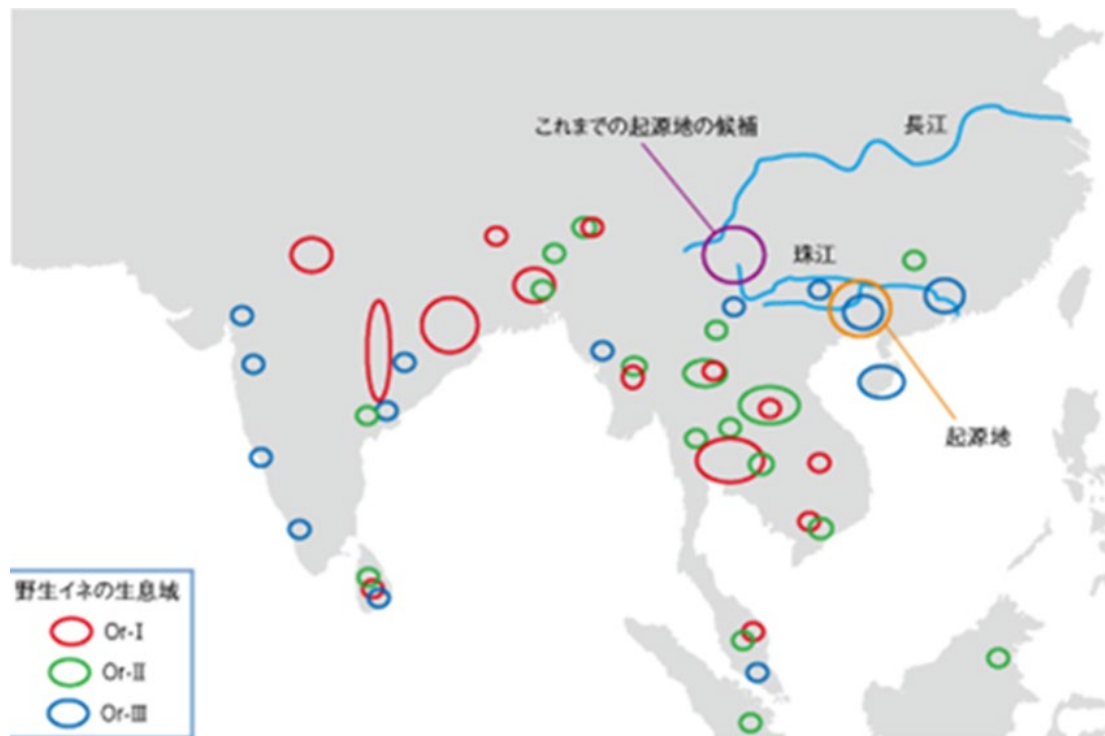 これまでの起源地の候補
長江
珠江
起源地
野生イネの生息域
Or-Ⅰ
Or-Ⅱ
Or-Ⅲ